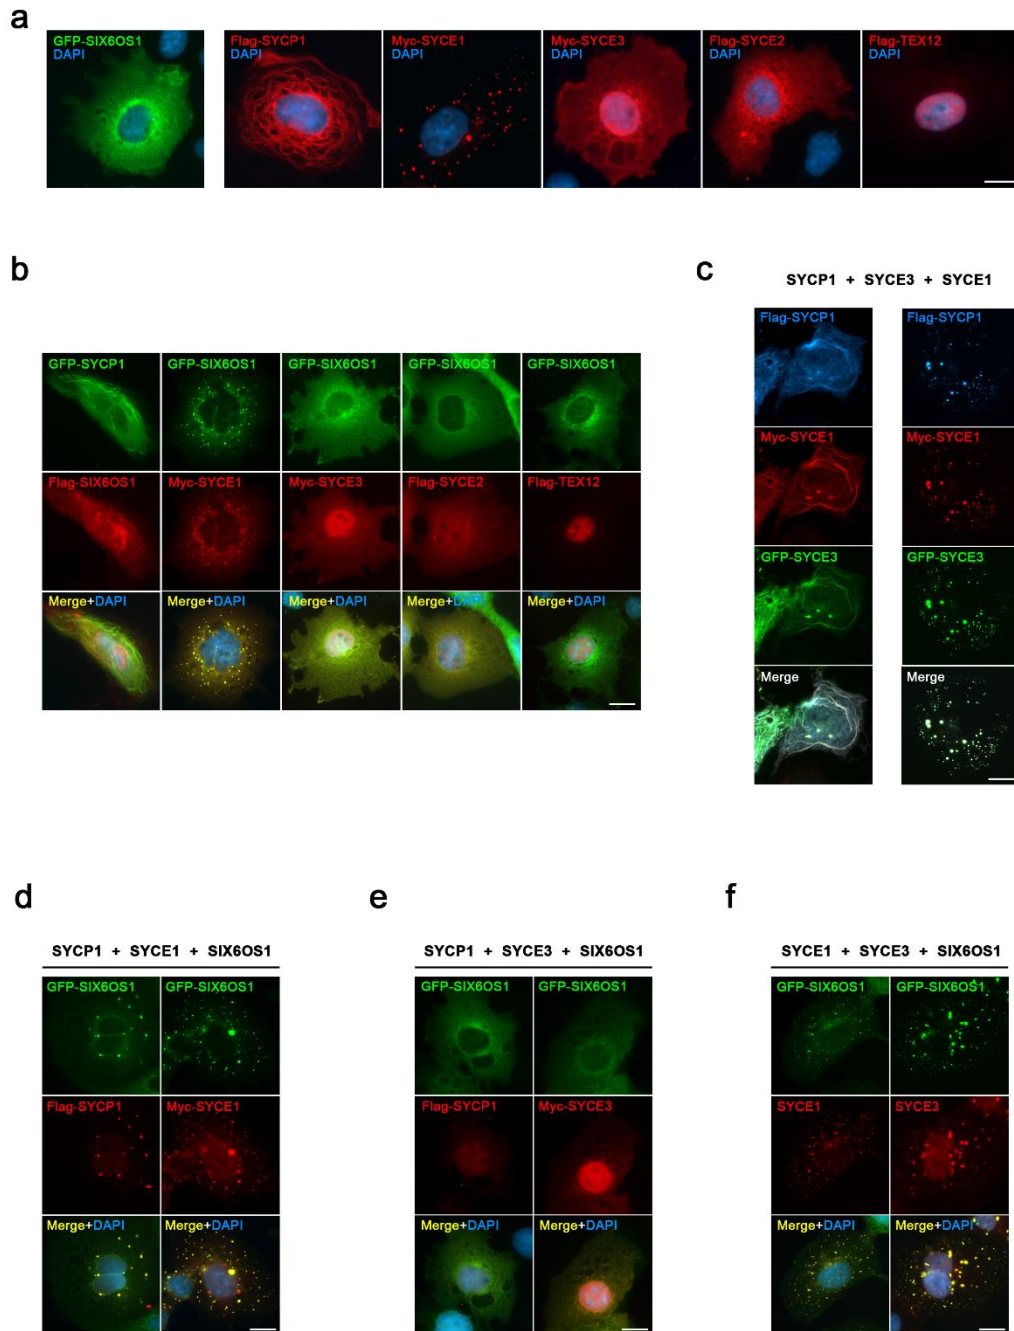 a
GFP-SIX6OS1
DAPI
Flag-SYCP1
DAPI
Myc-SYCE1
DAPI
Myc-SYCE3
DAPI
Flag-SYCE2
DAPI
Flag-TEX12
DAPI
b
GFP-SYCP1
GFP-SIX6OS1
GFP-SIX6OS1
GFP-SIX6OS1
GFP-SIX6OS1
Flag-SIX6OS1
Myc-SYCE1
Myc-SYCE3
Flag-SYCE2
Flag-TEX12
Merge+DAPI
Merge+DAPI
Merge+DAPI
Merge+DAPI
Merge+DAPI
c
SYCP1 + SYCE3 + SYCE1
Flag-SYCP1
Flag-SYCP1
Myc-SYCE1
Myc-SYCE1
GFP-SYCE3
GFP-SYCE3
Merge
Merge
d
SYCP1 + SYCE1 + SIX6OS1
GFP-SIX6OS1
GFP-SIX6OS1
Flag-SYCP1
Myc-SYCE1
Merge+DAPI
Merge+DAPI
e
SYCP1 + SYCE3 + SIX6OS1
GFP-SIX6OS1
GFP-SIX6OS1
Flag-SYCP1
Myc-SYCE3
Merge+DAPI
Merge+DAPI
f
SYCE1 + SYCE3 + SIX6OS1
GFP-SIX6OS1
GFP-SIX6OS1
SYCE1
SYCE3
Merge+DAPI
Merge+DAPI